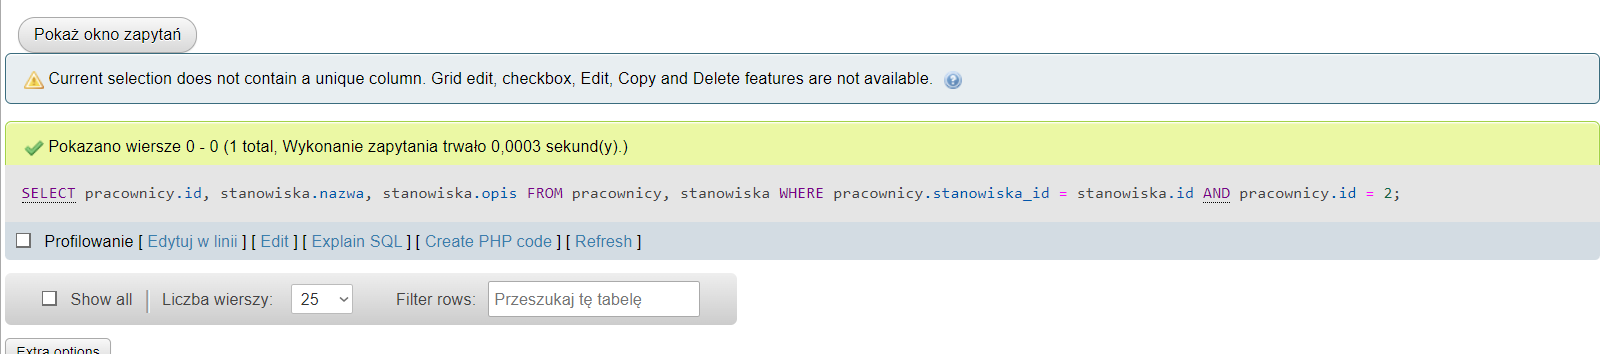 Pokaż okno zapytań
Current selection does not contain a unique column. Grid edit, checkbox, Edit, Copy and Delete features are not available.
Pokazano wiersze 0 - 0 (1 total, Wykonanie zapytania trwało 0,0003 sekund(y).)
SELECT pracownicy.id, stanowiska.nazwa, stanowiska.opis FROM pracownicy, stanowiska WHERE pracownicy.stanowiska_id = stanowiska.id AND pracownicy.id = 2;
Profilowanie [ Edytuj w linii ] [ Edit ] [ Explain SQL ] [ Create PHP code ] [ Refresh ]
Show all Liczba wierszy: 25 Filter rows: Przeszukaj tę tabelę
Extra options